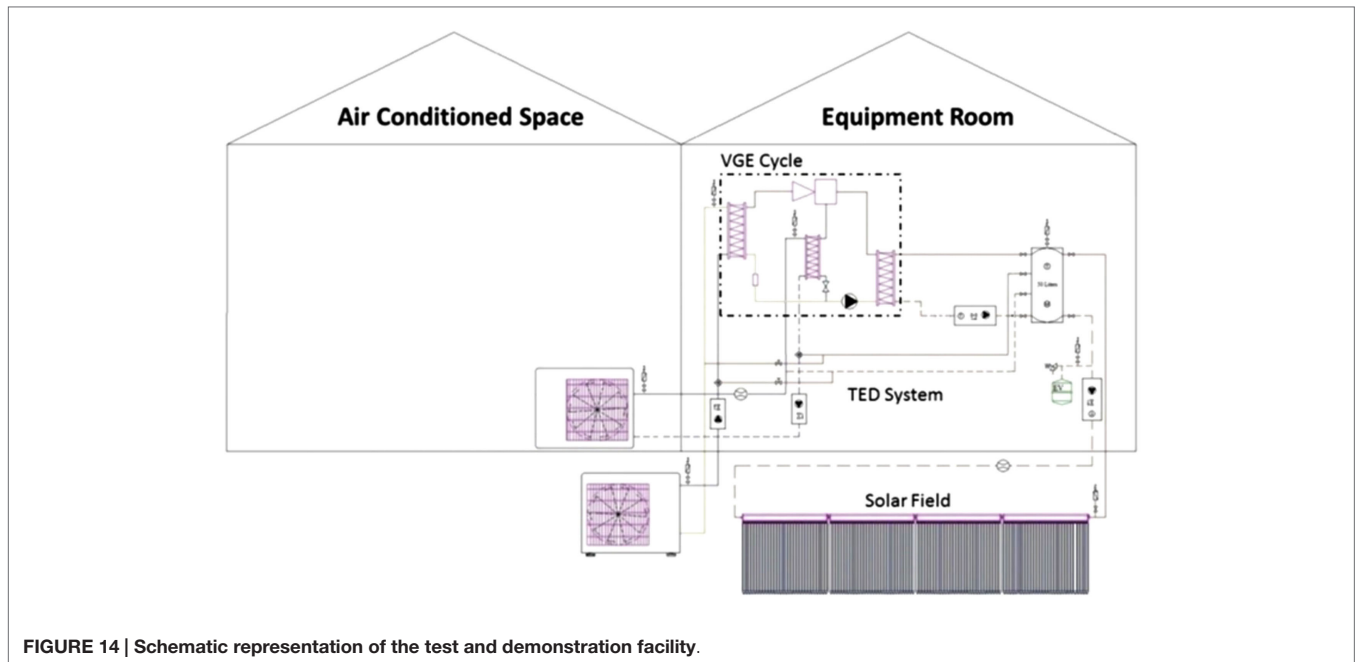 Air Conditioned Space
Equipment Room
VGE Cycle
TED System
EV
Solar Field
FIGURE 14 | Schematic representation of the test and demonstration facility.